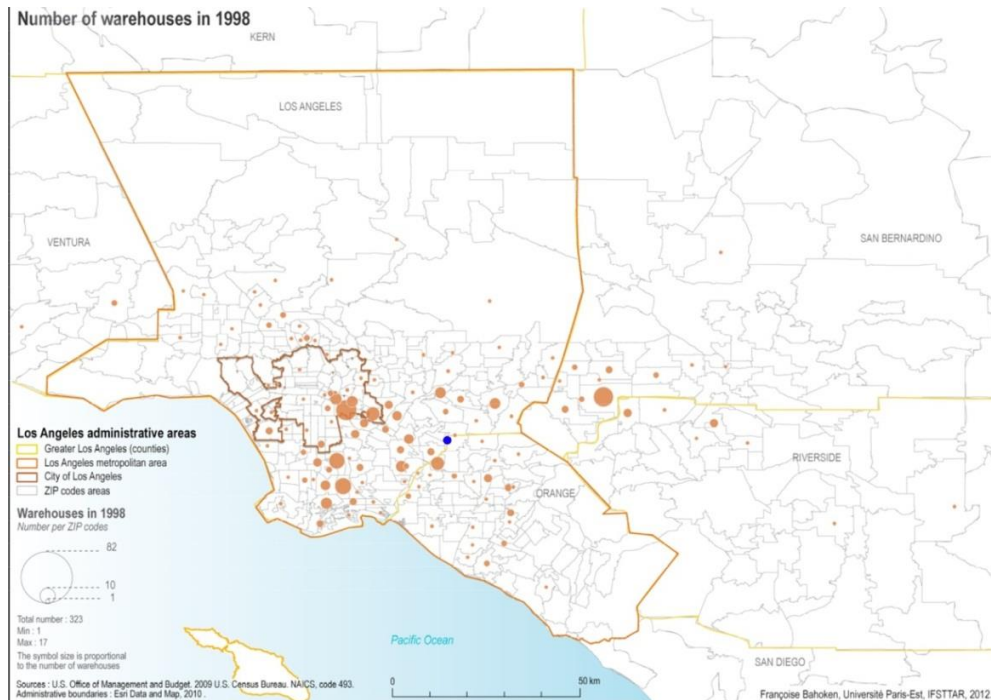 Number of warehouses in 1998
KERN
LOS ANGELES
VENTURA
SAN BERNARDINO
RIVERSIDE
ORANGE
SAN DIEGO
Pacific Ocean
Los Angeles administrative areas
Greater Los Angeles (counties)
Los Angeles metropolitan area
City of Los Angeles
ZIP codes areas
Warehouses in 1998
Number per ZIP codes
82
10
1
Total number : 323
Min : 1
Max : 17
The symbol size is proportional
to the number of warehouses
Sources : U.S. Office of Management and Budget. 2009 U.S. Census Bureau. NAICS, code 493.
Administrative boundaries : Esri Data and Map, 2010 .
0
50 km
Françoise Bahoken, Université Paris-Est, IFSTTAR, 2012